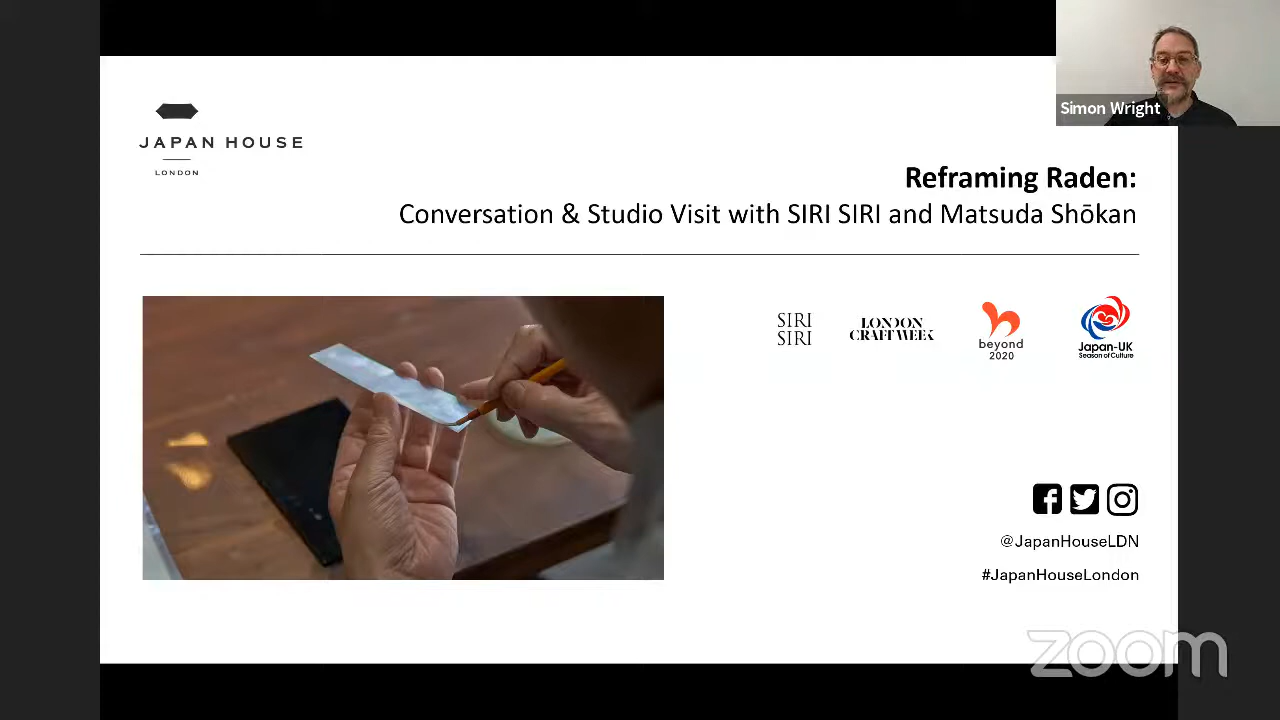 Simon Wright
JAPAN HOUSE
LONDON
Reframing Raden:
Conversation & Studio Visit with SIRI SIRI and Matsuda Shōkan
SIRI
SIRI
LONDON
CRAFT WEEK
beyond
2020
Japan-UK
Season of Culture
@JapanHouseLDN
#JapanHouseLondon
zoom